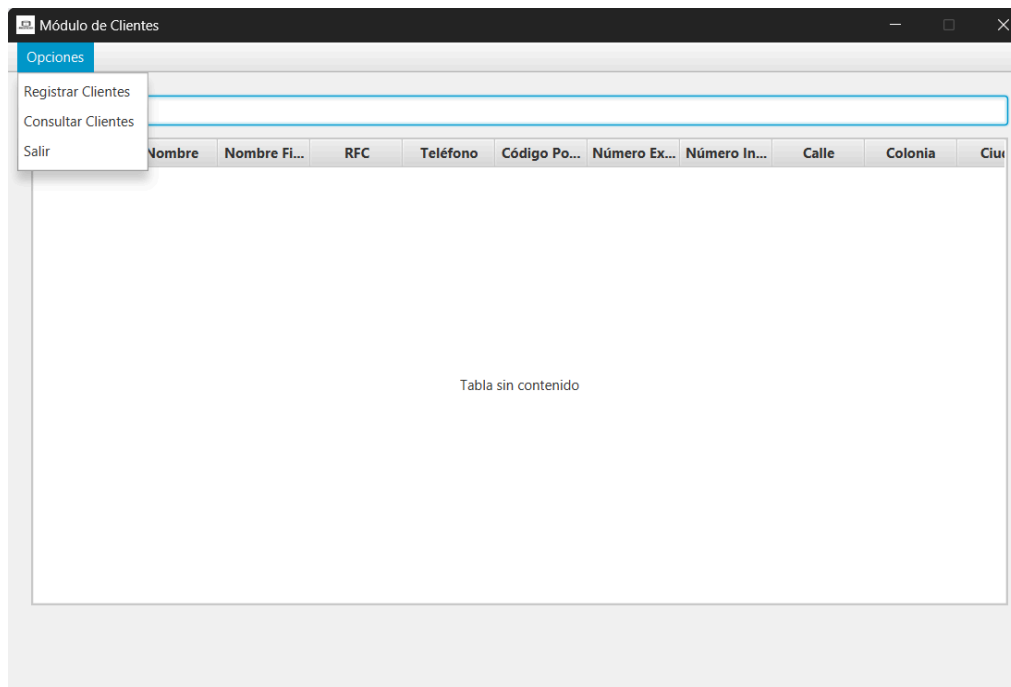 Módulo de Clientes
Opciones
Registrar Clientes
Consultar Clientes
Salir
Nombre Nombre Fi... RFC Teléfono Código Po... Número Ex... Número In... Calle Colonia
Tabla sin contenido